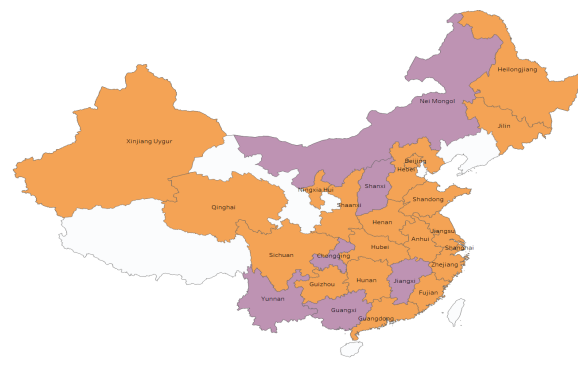 Heilongjiang
Nei Mongol
Jilin
Xinjiang Uygur
Beijing
Hebei
Ningxia Hui
Shanxi
Shaanxi
Shandong
Qinghai
Henan
Jiangsu
Anhui
Shanghai
Hubei
Sichuan
Chongqing
Zhejiang
Guizhou
Hunan
Jiangxi
Fujian
Yunnan
Guangxi
Guangdong